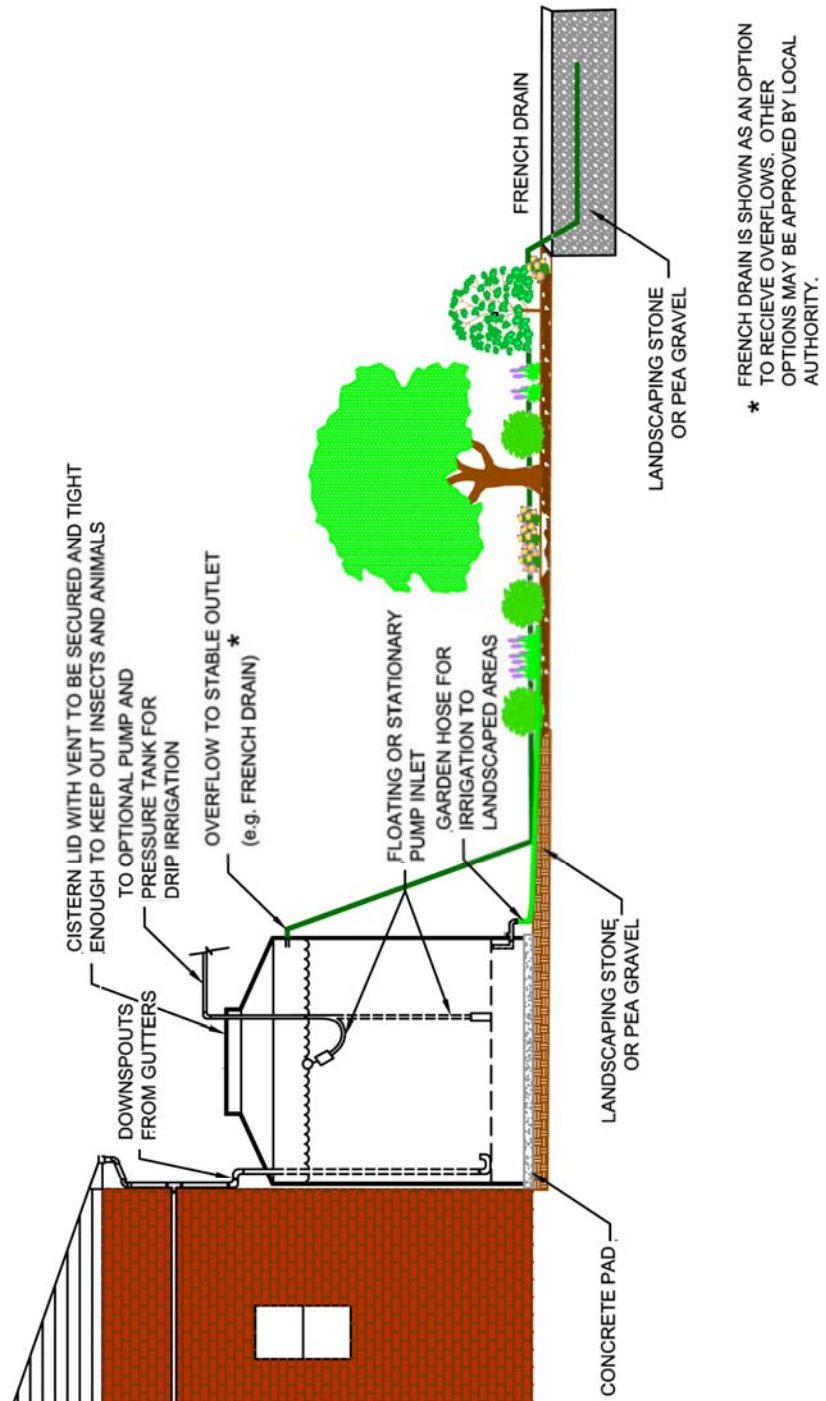 CISTERN LID WITH VENT TO BE SECURED AND TIGHT
ENOUGH TO KEEP OUT INSECTS AND ANIMALS
TO OPTIONAL PUMP AND
PRESSURE TANK FOR
DRIP IRRIGATION
DOWNSPOUTS
FROM GUTTERS
OVERFLOW TO STABLE OUTLET
(e.g. FRENCH DRAIN)*
FLOATING OR STATIONARY
PUMP INLET
GARDEN HOSE FOR
IRRIGATION TO
LANDSCAPED AREAS
FRENCH DRAIN
CONCRETE PAD
LANDSCAPING STONE
OR PEA GRAVEL
LANDSCAPING STONE
OR PEA GRAVEL
* FRENCH DRAIN IS SHOWN AS AN OPTION
TO RECIEVE OVERFLOWS. OTHER
OPTIONS MAY BE APPROVED BY LOCAL
AUTHORITY.